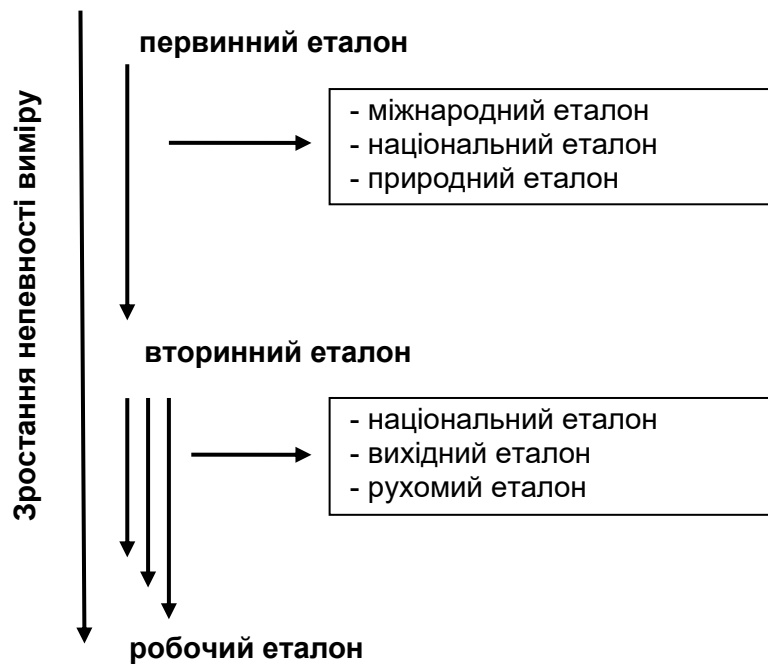 первинний еталон
- міжнародний еталон
- національний еталон
- природний еталон
Зростання непевності виміру
вторинний еталон
- національний еталон
- вихідний еталон
- рухомий еталон
робочий еталон